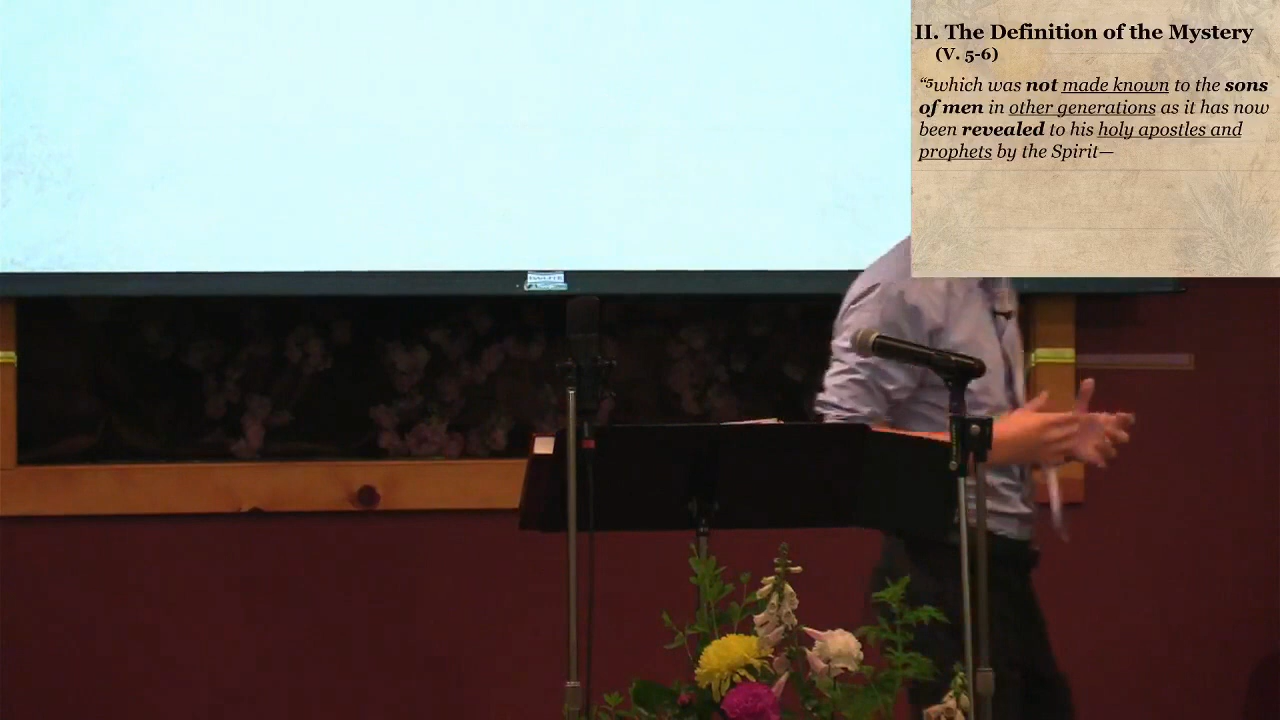 II. The Definition of the Mystery
(V. 5-6)
“⁵which was not made known to the sons
of men in other generations as it has now
been revealed to his holy apostles and
prophets by the Spirit—